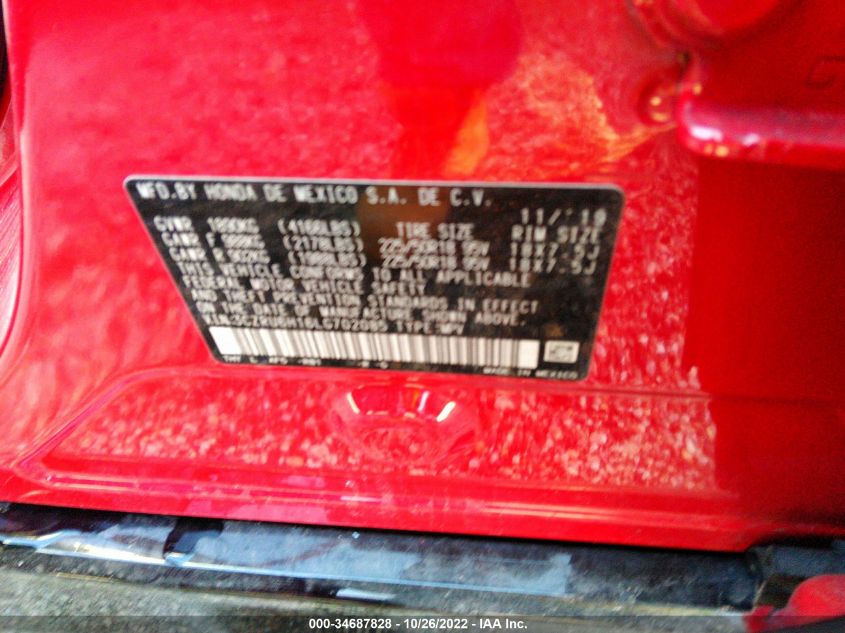 MFD.BY HONDA DE MEXICO S.A. DE C.V. 11/'19
GVWR 1890KG (4168LBS) TIRE SIZE RIM SIZE
GAWR F 988KG (2178LBS) 225/50R18 95V 18X7.5J
GAWR R 902KG (1988LBS) 225/50R18 95V 18X7.5J
THIS VEHICLE CONFORMS TO ALL APPLICABLE
FEDERAL MOTOR VEHICLE SAFETY
AND THEFT PREVENTION STANDARDS IN EFFECT
ON THE DATE OF MANUFACTURE SHOWN ABOVE.
TYPE:MPV
MADE IN MEXICO
000-34687828 - 10/26/2022 - IAA Inc.